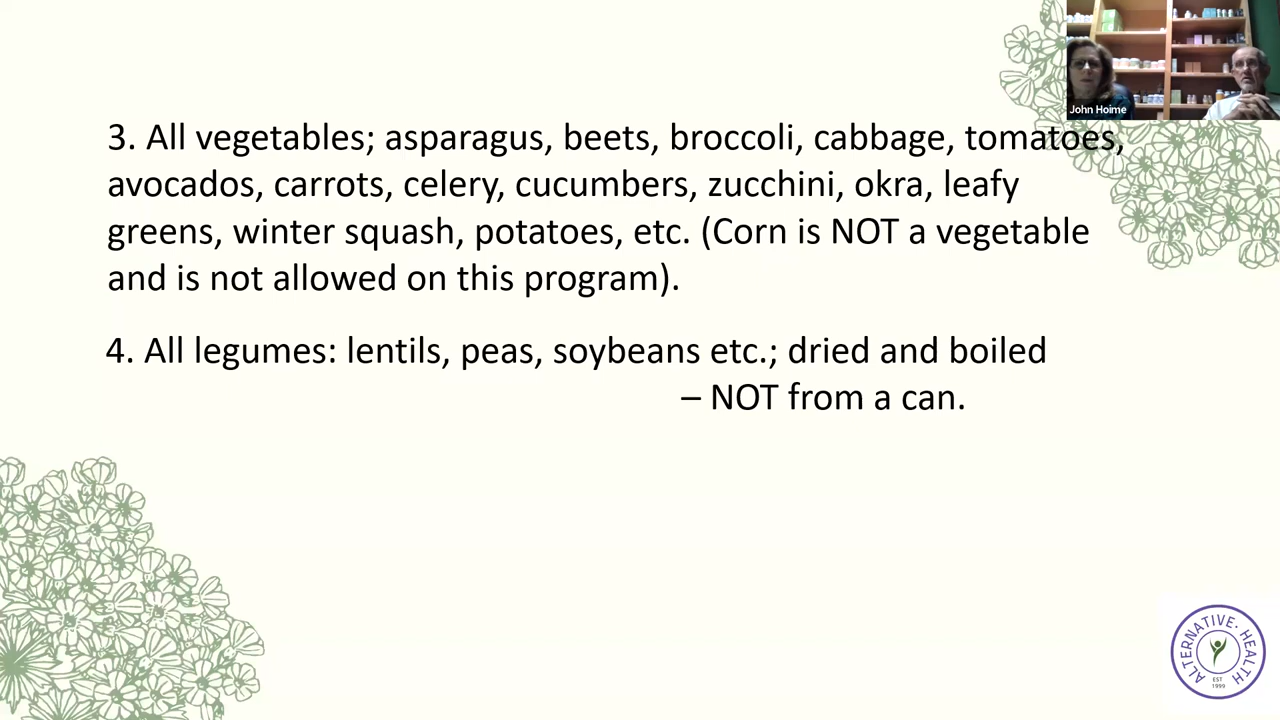 John Hoime
3. All vegetables; asparagus, beets, broccoli, cabbage, tomatoes,
avocados, carrots, celery, cucumbers, zucchini, okra, leafy
greens, winter squash, potatoes, etc. (Corn is NOT a vegetable
and is not allowed on this program).
4. All legumes: lentils, peas, soybeans etc.; dried and boiled
– NOT from a can.
ALTERNATIVE · HEALTH
EST
1999